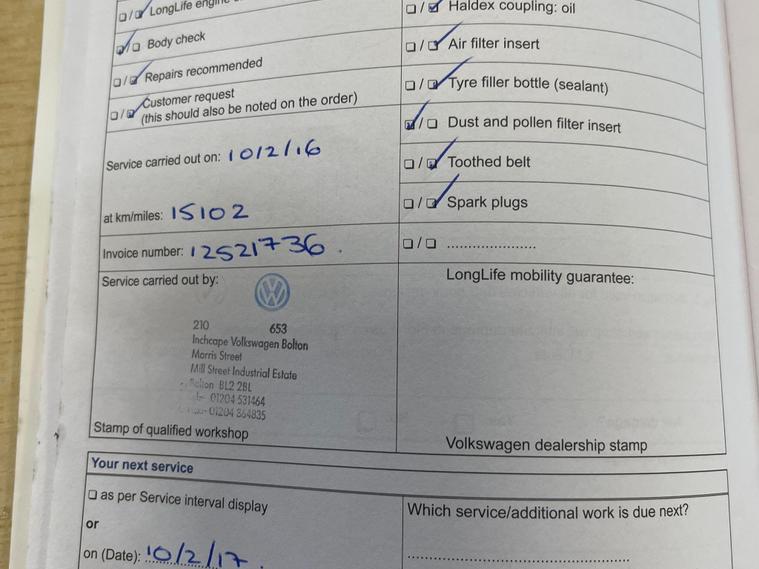 LongLife engine
Body check
Repairs recommended
Customer request
(this should also be noted on the order)
Service carried out on: 10/2/16
at km/miles: 15102
Invoice number: 12521736
Service carried out by:
210 653
Inchcape Volkswagen Bolton
Morris Street
Mill Street Industrial Estate
Bolton BL2 2BL
01204 531464
01204 364835
Stamp of qualified workshop
Haldex coupling: oil
Air filter insert
Tyre filler bottle (sealant)
Dust and pollen filter insert
Toothed belt
Spark plugs
LongLife mobility guarantee:
Volkswagen dealership stamp
Your next service
as per Service interval display
or
on (Date): 10/2/17
Which service/additional work is due next?